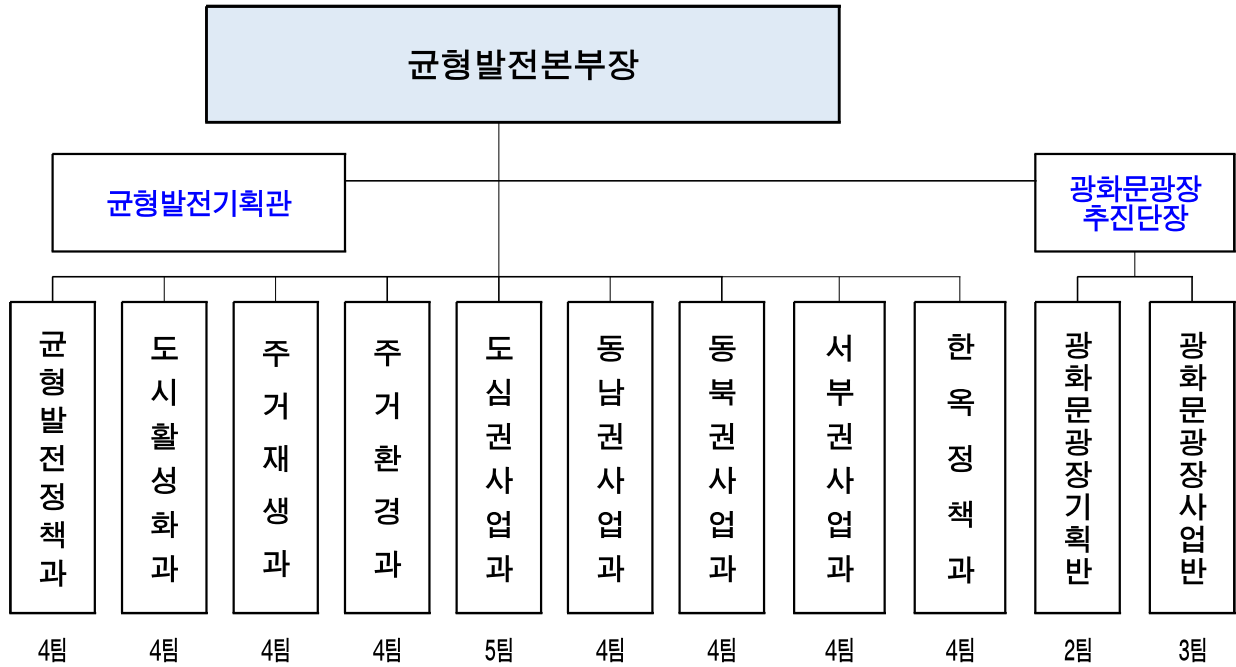 균형발전본부장
균형발전기획관
광화문광장
추진단장
균형발전정책과
도시활성화과
주거재생과
주거환경과
도심권사업과
동남권사업과
동북권사업과
서부권사업과
한옥정책과
광화문광장기획반
광화문광장사업반
4팀
4팀
4팀
4팀
5팀
4팀
4팀
4팀
4팀
2팀
3팀